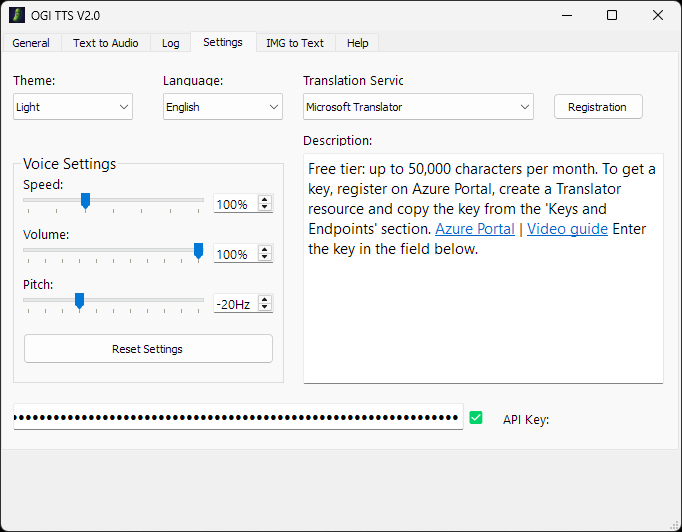 OGI TTS V2.0
General Text to Audio Log Settings IMG to Text Help
Theme: Language: Translation Servic
Light English Microsoft Translator Registration
Description:
Voice Settings
Speed:
100%
Volume:
100%
Pitch:
-20Hz
Reset Settings
Free tier: up to 50,000 characters per month. To get a
key, register on Azure Portal, create a Translator
resource and copy the key from the 'Keys and
Endpoints' section. Azure Portal | Video guide Enter
the key in the field below.
API Key: